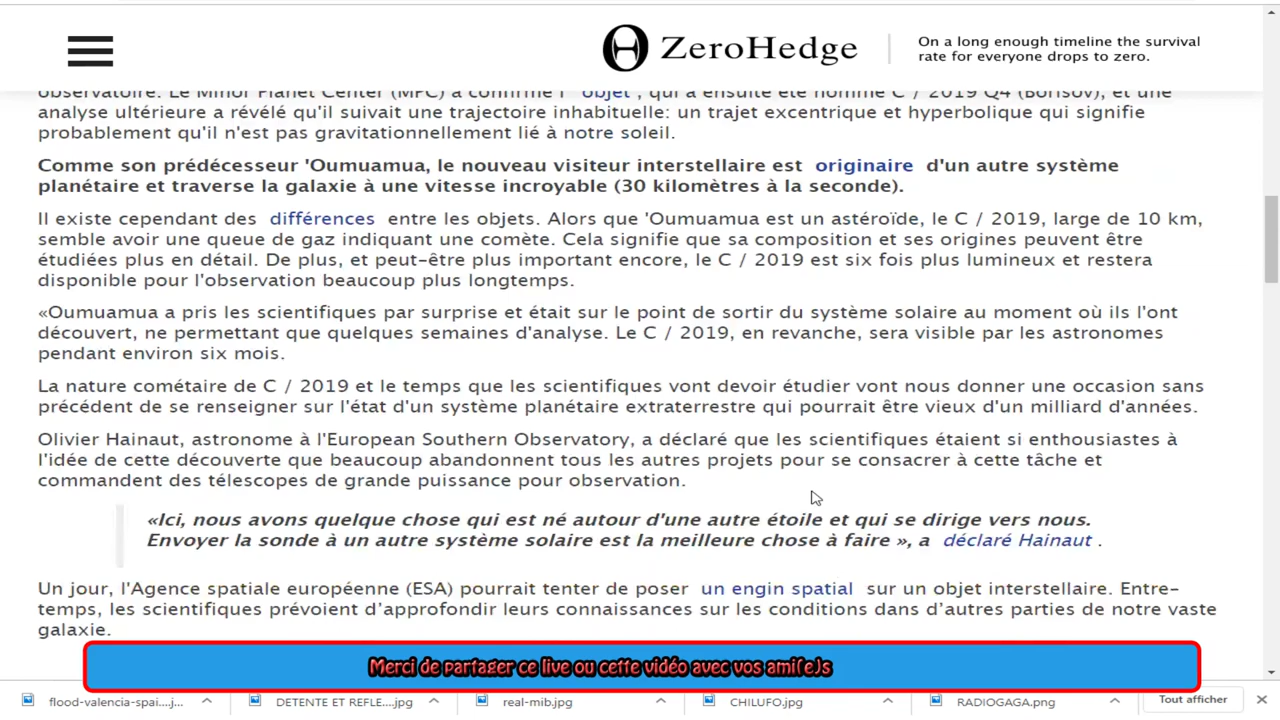 ZeroHedge
On a long enough timeline the survival
rate for everyone drops to zero.
observatoire. Le Minor Planet Center (MPC) a confirmé l'" objet ", qui a ensuite été nommé C / 2019 Q4 (Borisov), et une
analyse ultérieure a révélé qu'il suivait une trajectoire inhabituelle: un trajet excentrique et hyperbolique qui signifie
probablement qu'il n'est pas gravitationnellement lié à notre soleil.
Comme son prédécesseur 'Oumuamua, le nouveau visiteur interstellaire est originaire d'un autre système
planétaire et traverse la galaxie à une vitesse incroyable (30 kilomètres à la seconde).
Il existe cependant des différences entre les objets. Alors que 'Oumuamua est un astéroïde, le C / 2019, large de 10 km,
semble avoir une queue de gaz indiquant une comète. Cela signifie que sa composition et ses origines peuvent être
étudiées plus en détail. De plus, et peut-être plus important encore, le C / 2019 est six fois plus lumineux et restera
disponible pour l'observation beaucoup plus longtemps.
«Oumuamua a pris les scientifiques par surprise et était sur le point de sortir du système solaire au moment où ils l'ont
découvert, ne permettant que quelques semaines d'analyse. Le C / 2019, en revanche, sera visible par les astronomes
pendant environ six mois.
La nature cométaire de C / 2019 et le temps que les scientifiques vont devoir étudier vont nous donner une occasion sans
précédent de se renseigner sur l'état d'un système planétaire extraterrestre qui pourrait être vieux d'un milliard d'années.
Olivier Hainaut, astronome à l'European Southern Observatory, a déclaré que les scientifiques étaient si enthousiastes à
l'idée de cette découverte que beaucoup abandonnent tous les autres projets pour se consacrer à cette tâche et
commandent des télescopes de grande puissance pour observation.
«Ici, nous avons quelque chose qui est né autour d'une autre étoile et qui se dirige vers nous.
Envoyer la sonde à un autre système solaire est la meilleure chose à faire », a déclaré Hainaut .
Un jour, l'Agence spatiale européenne (ESA) pourrait tenter de poser un engin spatial sur un objet interstellaire. Entre-
temps, les scientifiques prévoient d'approfondir leurs connaissances sur les conditions dans d'autres parties de notre vaste
galaxie.
Merci de partager ce live ou cette vidéo avec vos ami(e)s
flood-valencia-spai....j... DETENTE ET REFLE....jpg real-mib.jpg CHILUFO.jpg RADIOGAGA.png Tout afficher